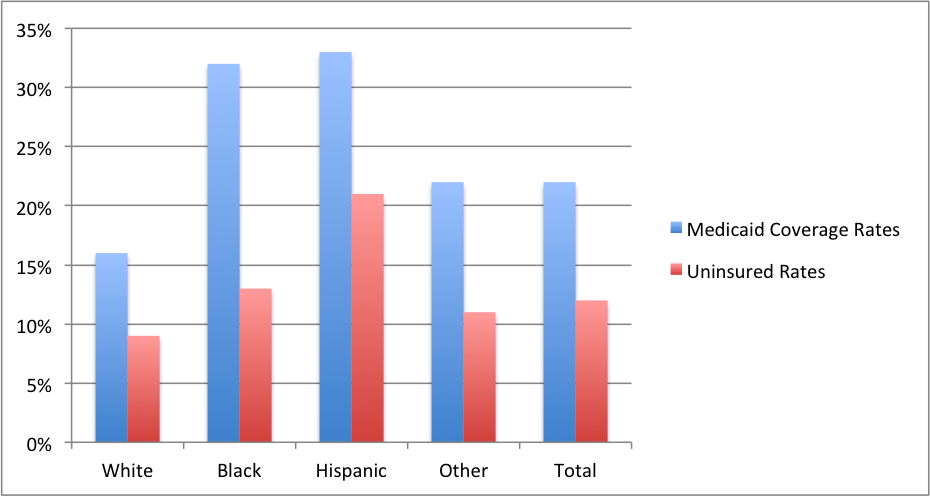 35%
30%
25%
20%
15%
10%
5%
0%
White Black Hispanic Other Total
Medicaid Coverage Rates
Uninsured Rates